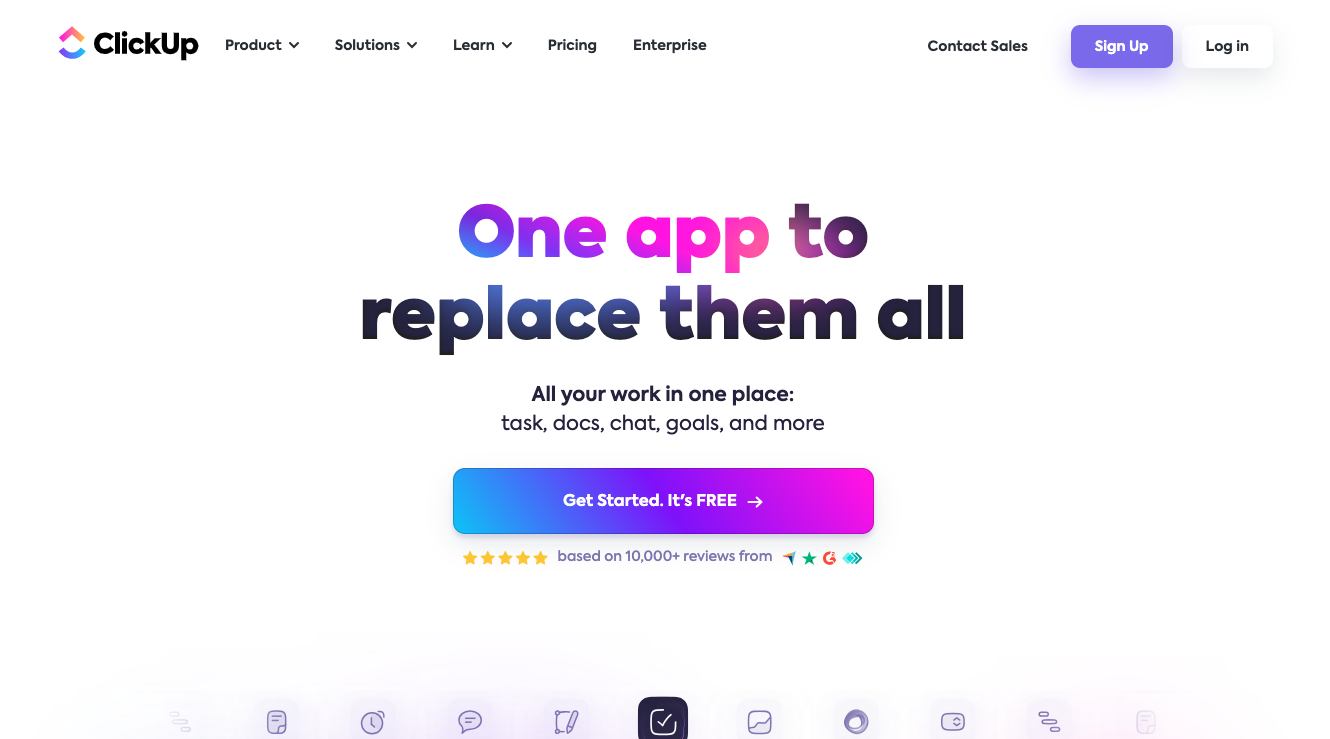 ClickUp
Product
Solutions
Learn
Pricing
Enterprise
Contact Sales
Sign Up
Log in
One app to
replace them all
All your work in one place:
task, docs, chat, goals, and more
Get Started. It's FREE →
based on 10,000+ reviews from